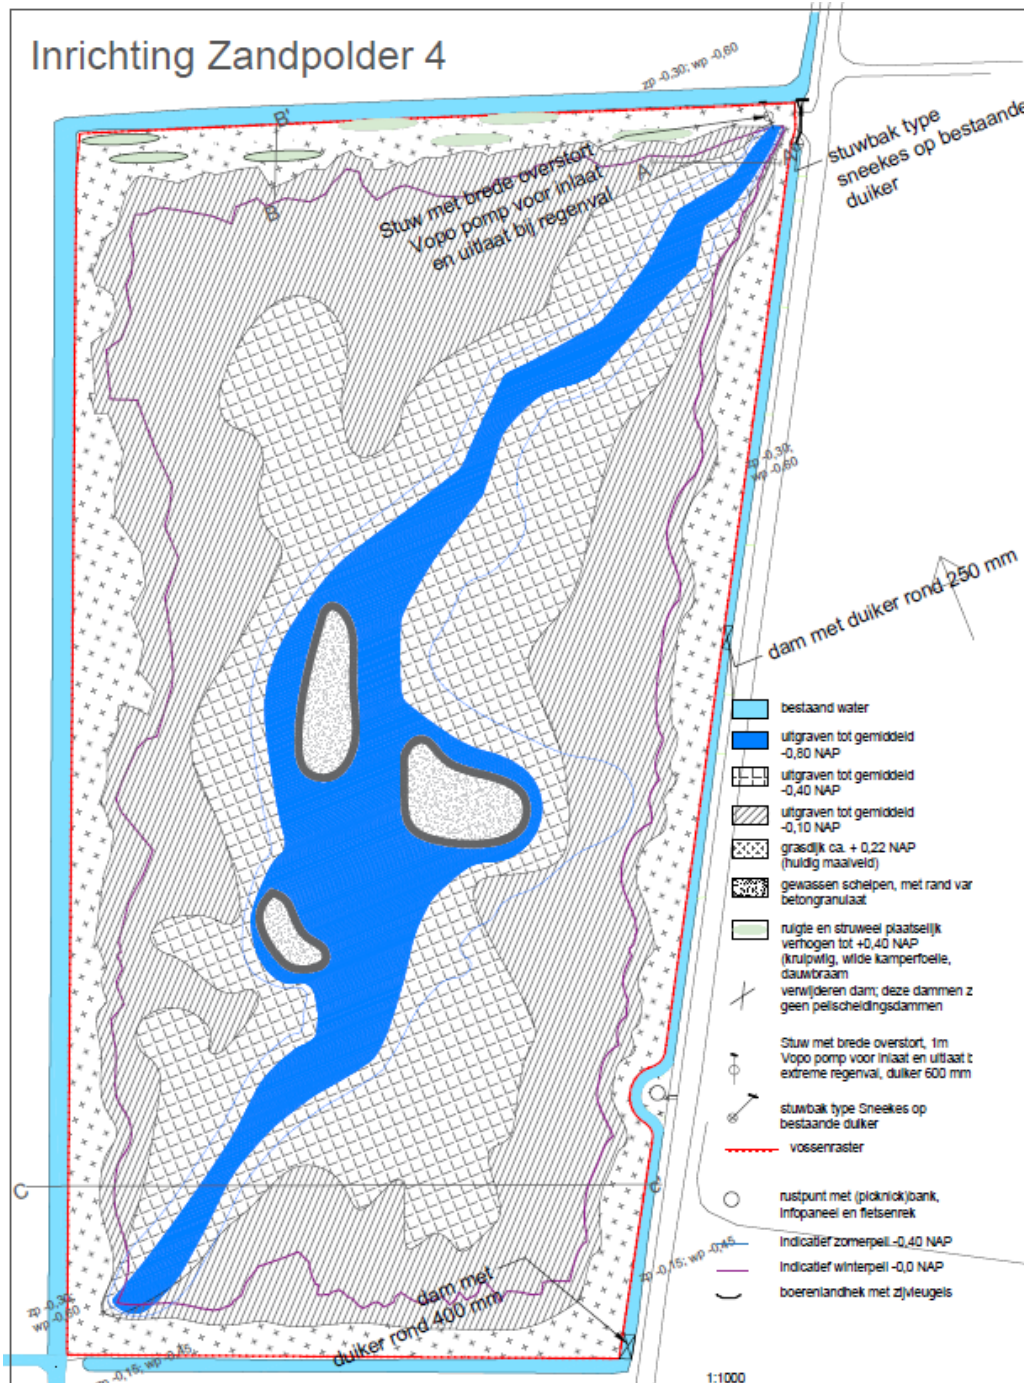 Inrichting Zandpolder 4
zp -0,30; wp -0,60
B'
stuwbak type
sneekes op bestaande
duiker
Stuw met brede overstort
Vopo pomp voor inlaat
en uitlaat bij regenval
A
B
zp -0,30;
wp -0,60
dam met duiker rond 250 mm
bestaand water
uitgraven tot gemiddeld
-0,80 NAP
uitgraven tot gemiddeld
-0,40 NAP
uitgraven tot gemiddeld
-0,10 NAP
grasdijk ca. + 0,22 NAP
(huidig maaiveld)
gewassen schelpen, met rand var
betongranulaat
ruigte en struweel plaatselijk
verhogen tot +0,40 NAP
(kruipwilg, wilde kamperfoelie,
dauwbraam
verwijderen dam; deze dammen z
geen peilscheidingsdammen
Stuw met brede overstort, 1m
Vopo pomp voor inlaat en uitlaat b
extreme regenval, duiker 600 mm
stuwbak type Sneekes op
bestaande duiker
vossenraster
rustpunt met (picknick)bank,
infopaneel en fietsenrek
indicatief zomerpeil -0,40 NAP
indicatief winterpeil -0,0 NAP
boerenlandhek met zijvleugels
C
C'
zp -0,15; wp -0,45
dam met
duiker rond 400 mm
zp -0,30;
wp -0,60
zp -0,15; wp -0,45
1:1000